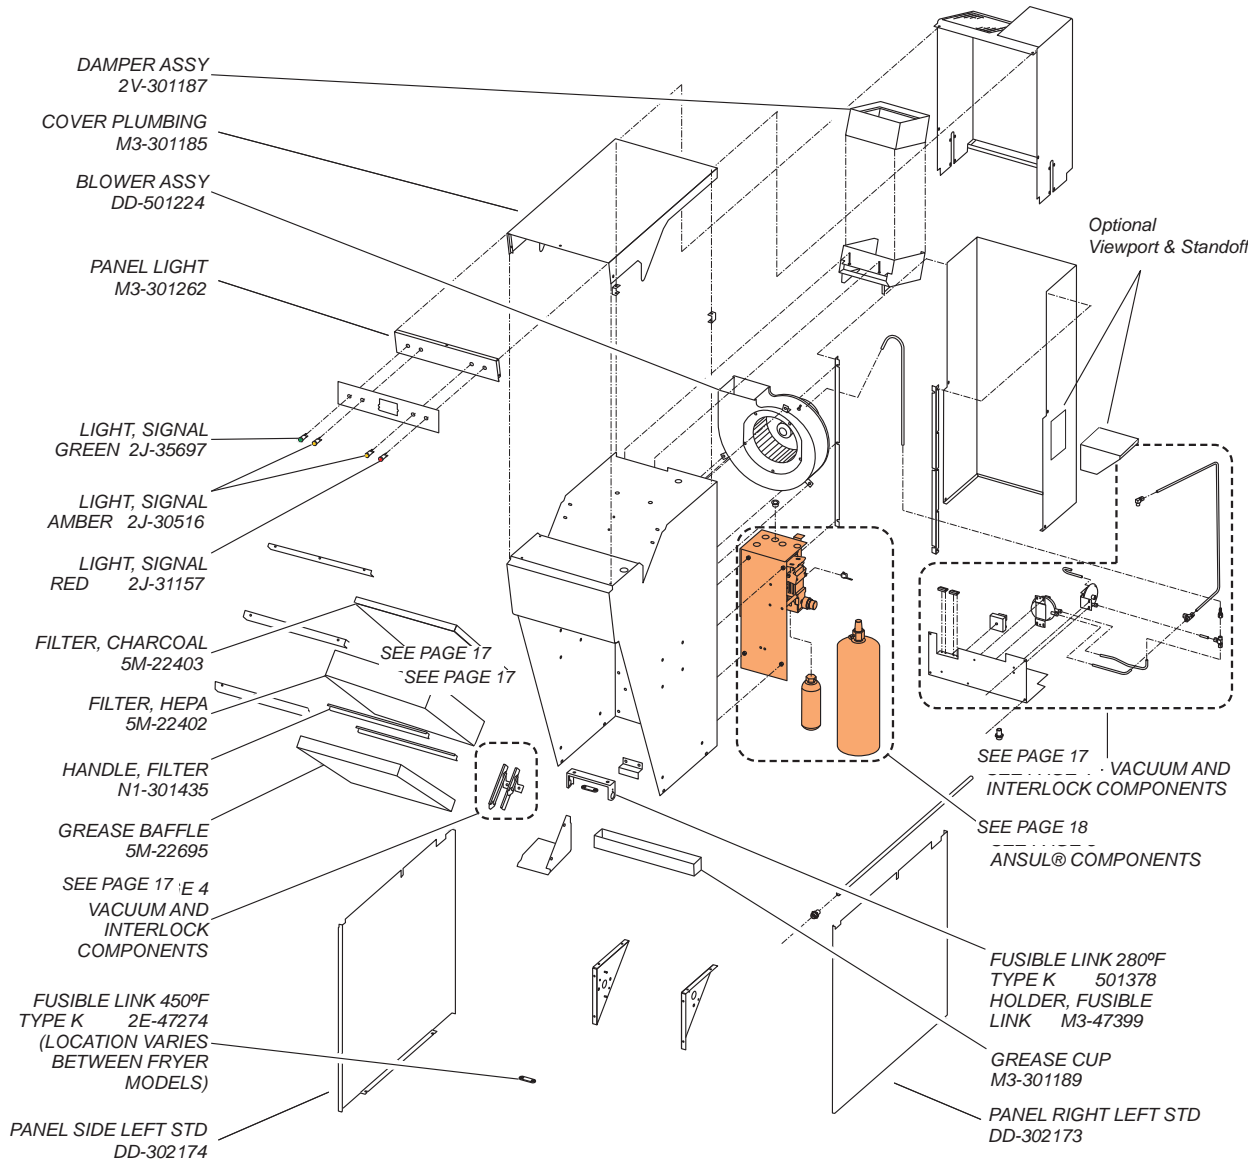 DAMPER ASSY
2V-301187
COVER PLUMBING
M3-301185
BLOWER ASSY
DD-501224
PANEL LIGHT
M3-301262
LIGHT, SIGNAL
GREEN 2J-35697
LIGHT, SIGNAL
AMBER 2J-30516
LIGHT, SIGNAL
RED 2J-31157
FILTER, CHARCOAL
5M-22403
FILTER, HEPA
5M-22402
HANDLE, FILTER
N1-301435
GREASE BAFFLE
5M-22695
SEE PAGE 17 E 4
VACUUM AND
INTERLOCK
COMPONENTS
FUSIBLE LINK 450ºF
TYPE K 2E-47274
(LOCATION VARIES
BETWEEN FRYER
MODELS)
PANEL SIDE LEFT STD
DD-302174
SEE PAGE 17
SEE PAGE 17
Optional
Viewport & Standoff
SEE PAGE 17
VACUUM AND
INTERLOCK COMPONENTS
SEE PAGE 18
ANSUL® COMPONENTS
FUSIBLE LINK 280ºF
TYPE K 501378
HOLDER, FUSIBLE
LINK M3-47399
GREASE CUP
M3-301189
PANEL RIGHT LEFT STD
DD-302173